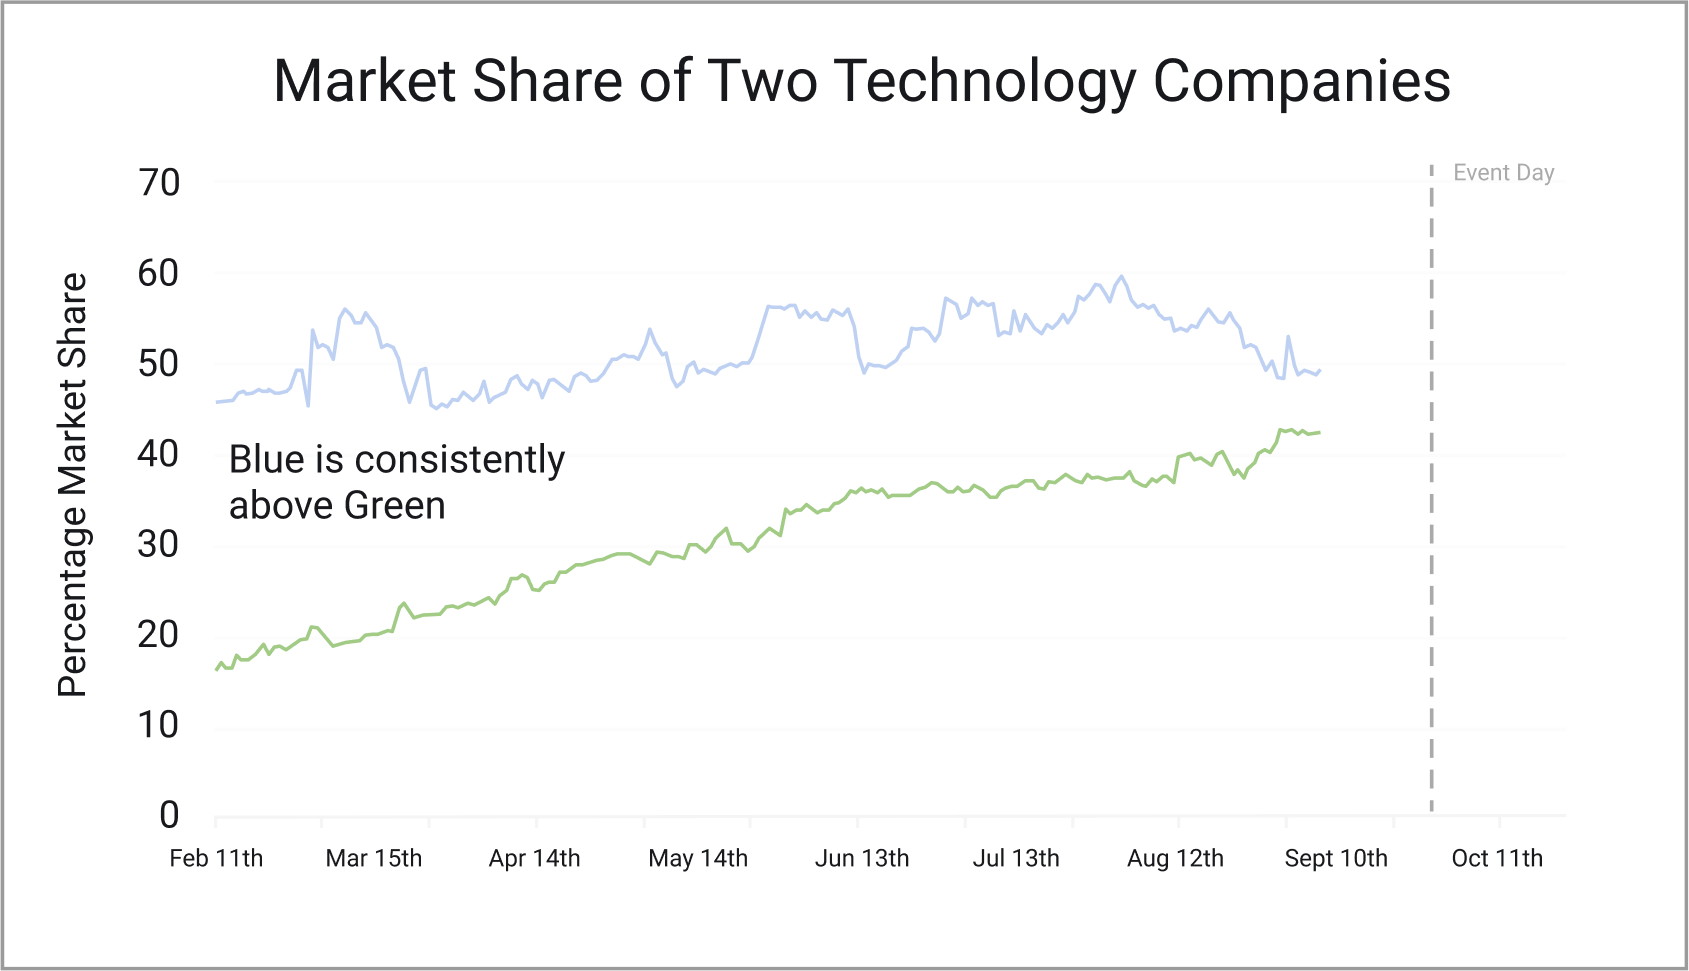 Market Share of Two Technology Companies
Event Day
Percentage Market Share
70
60
50
40
30
20
10
0
Blue is consistently
above Green
Feb 11th Mar 15th Apr 14th May 14th Jun 13th Jul 13th Aug 12th Sept 10th Oct 11th